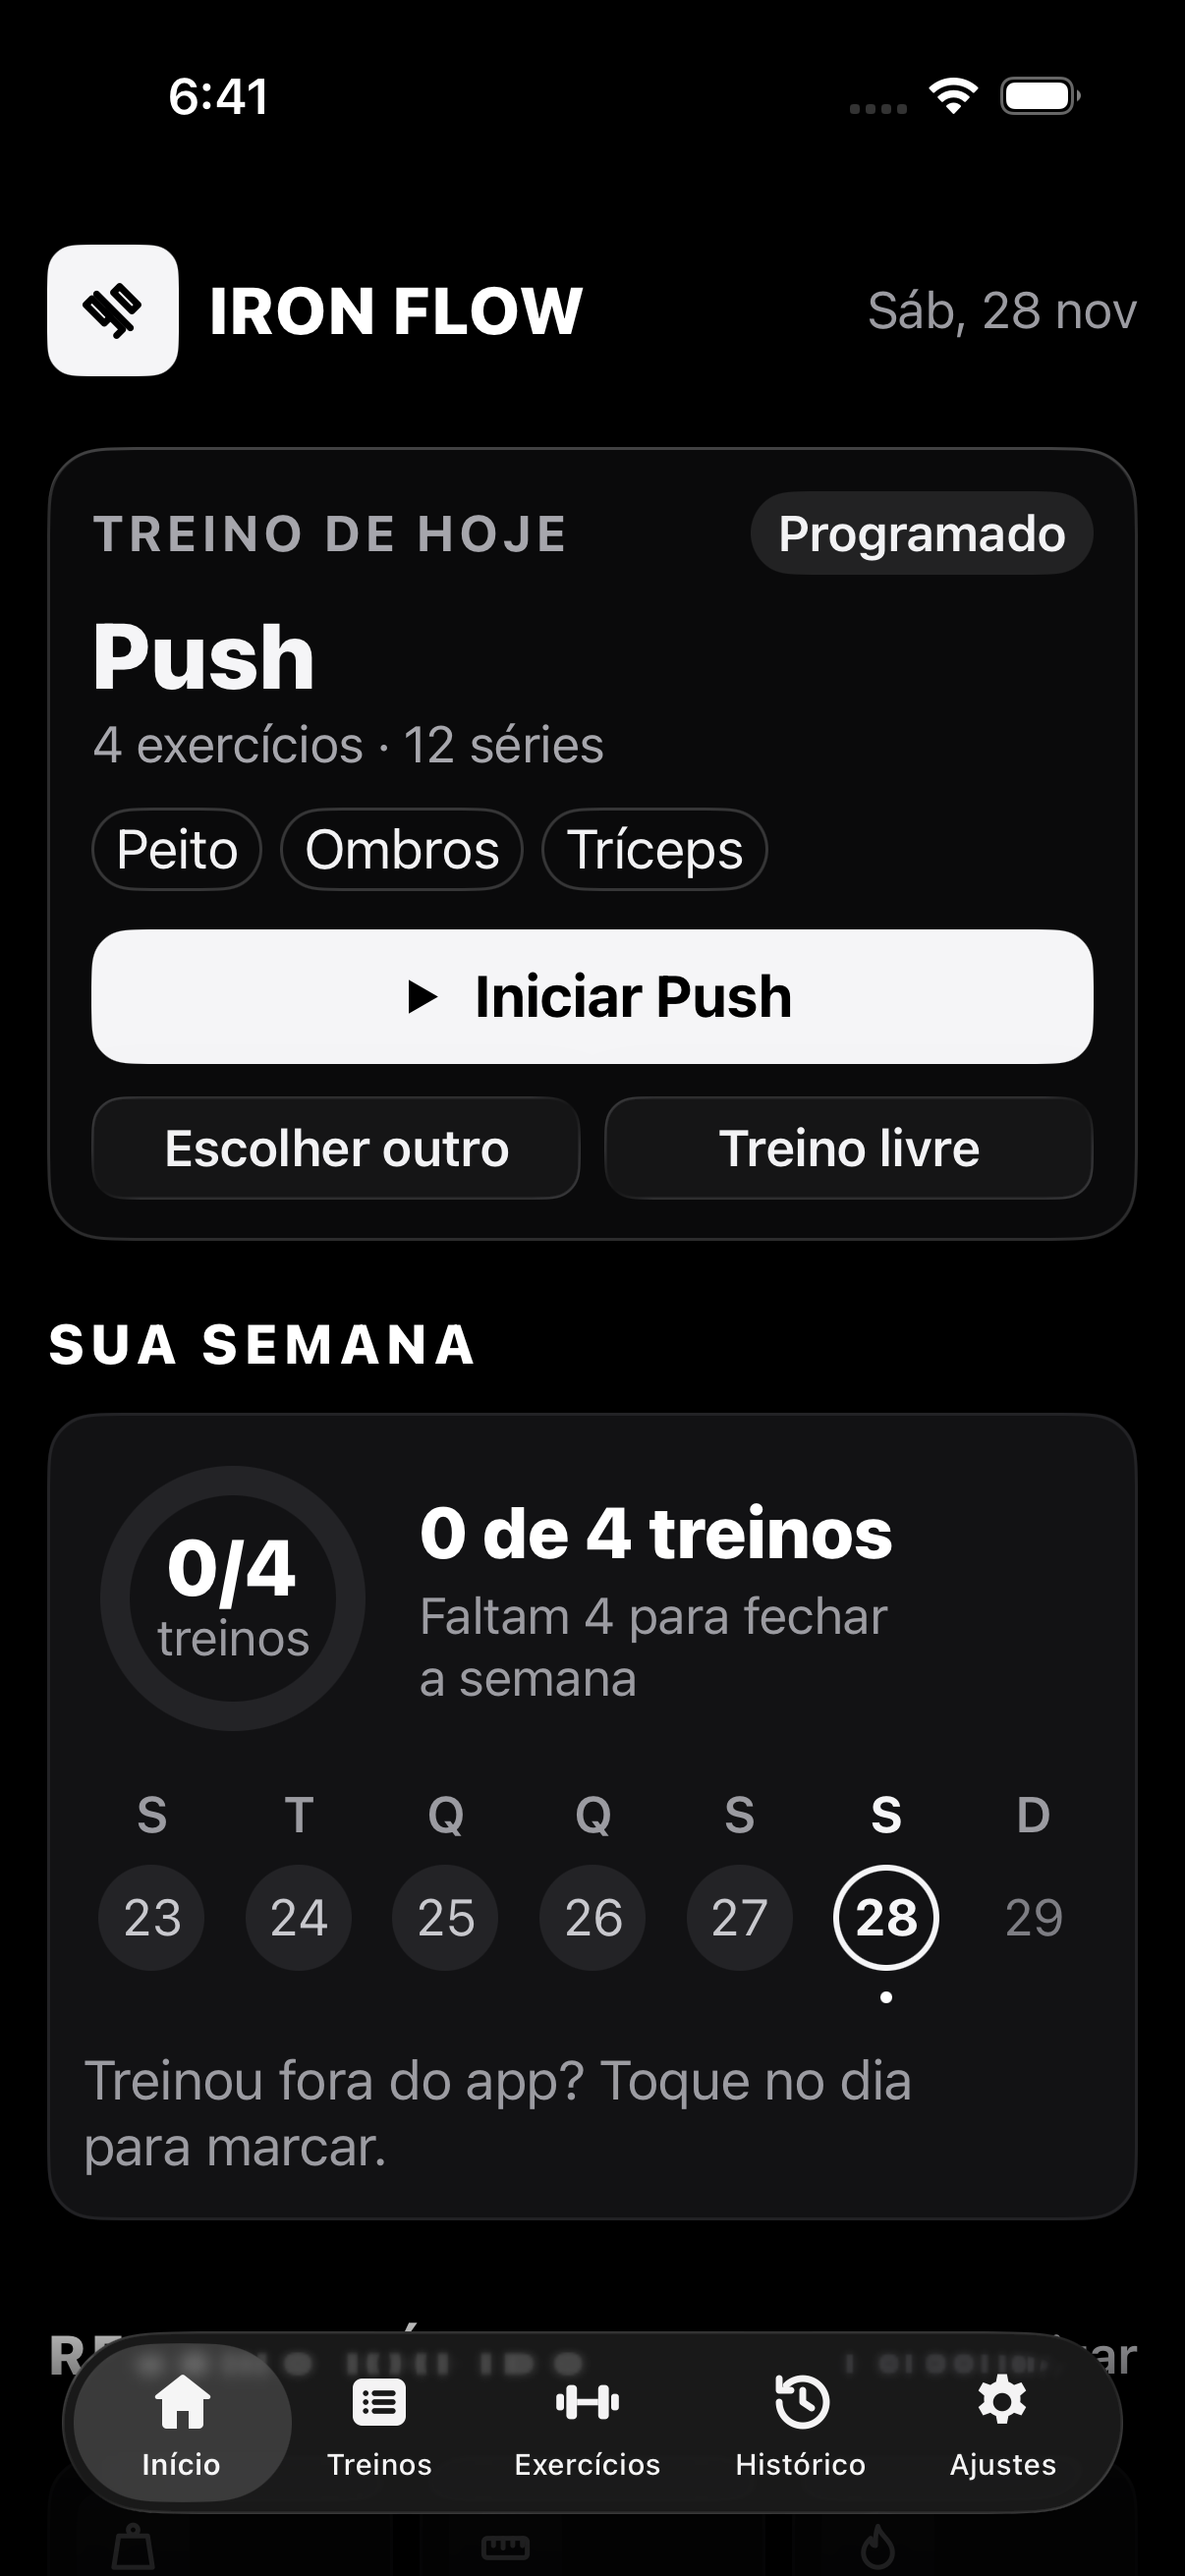 6:41
IRON FLOW
Sáb, 28 nov
TREINO DE HOJE
Programado
Push
4 exercícios · 12 séries
Peito Ombros Tríceps
Iniciar Push
Escolher outro
Treino livre
SUA SEMANA
0/4
treinos
0 de 4 treinos
Faltam 4 para fechar
a semana
S T Q Q S S D
23 24 25 26 27 28 29
Treinou fora do app? Toque no dia
para marcar.
Início Treinos Exercícios Histórico Ajustes